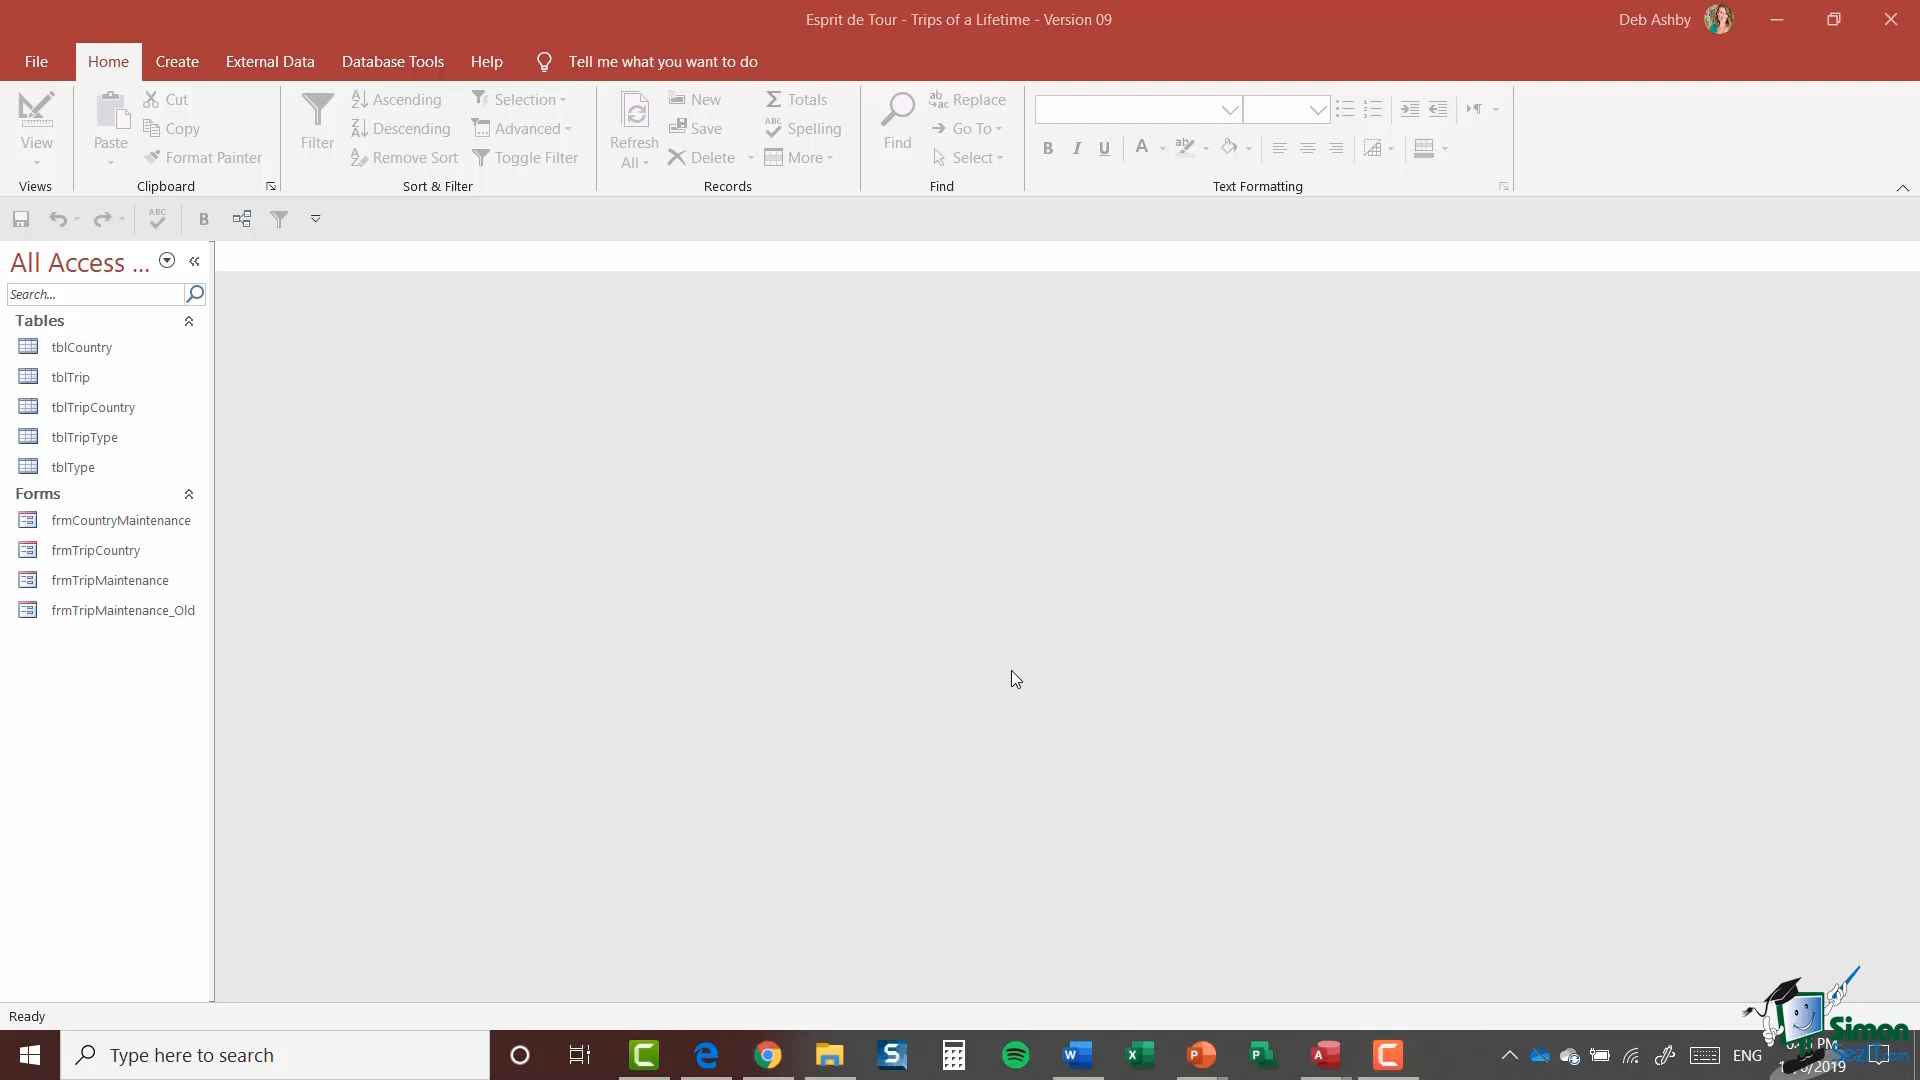 Esprit de Tour - Trips of a Lifetime - Version 09
Deb Ashby
File Home Create External Data Database Tools Help Tell me what you want to do
View
Views
Paste
Cut
Copy
Format Painter
Clipboard
Filter
Ascending
Descending
Remove Sort
Selection
Advanced
Toggle Filter
Sort & Filter
Refresh
All
New
Save
Delete
Totals
Spelling
More
Records
Find
Replace
Go To
Select
Find
B I U A
Text Formatting
ABC B
All Access ...
Search...
Tables
tblCountry
tblTrip
tblTripCountry
tblTripType
tblType
Forms
frmCountryMaintenance
frmTripCountry
frmTripMaintenance
frmTripMaintenance_Old
Ready
Type here to search
ENG
Simon
SezIT.com